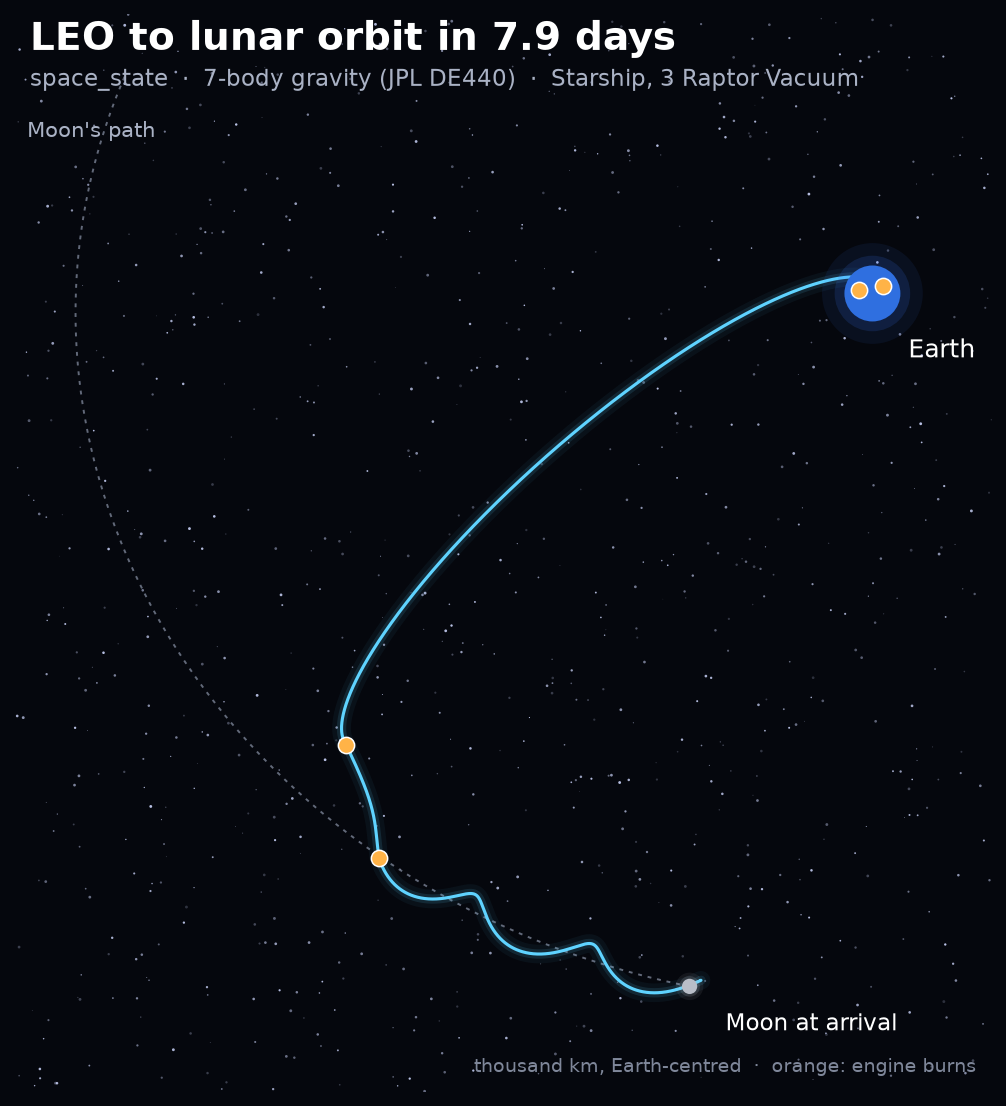 LEO to lunar orbit in 7.9 days
space_state · 7-body gravity (JPL DE440) · Starship, 3 Raptor Vacuum
Moon's path
Earth
Moon at arrival
thousand km, Earth-centred · orange: engine burns